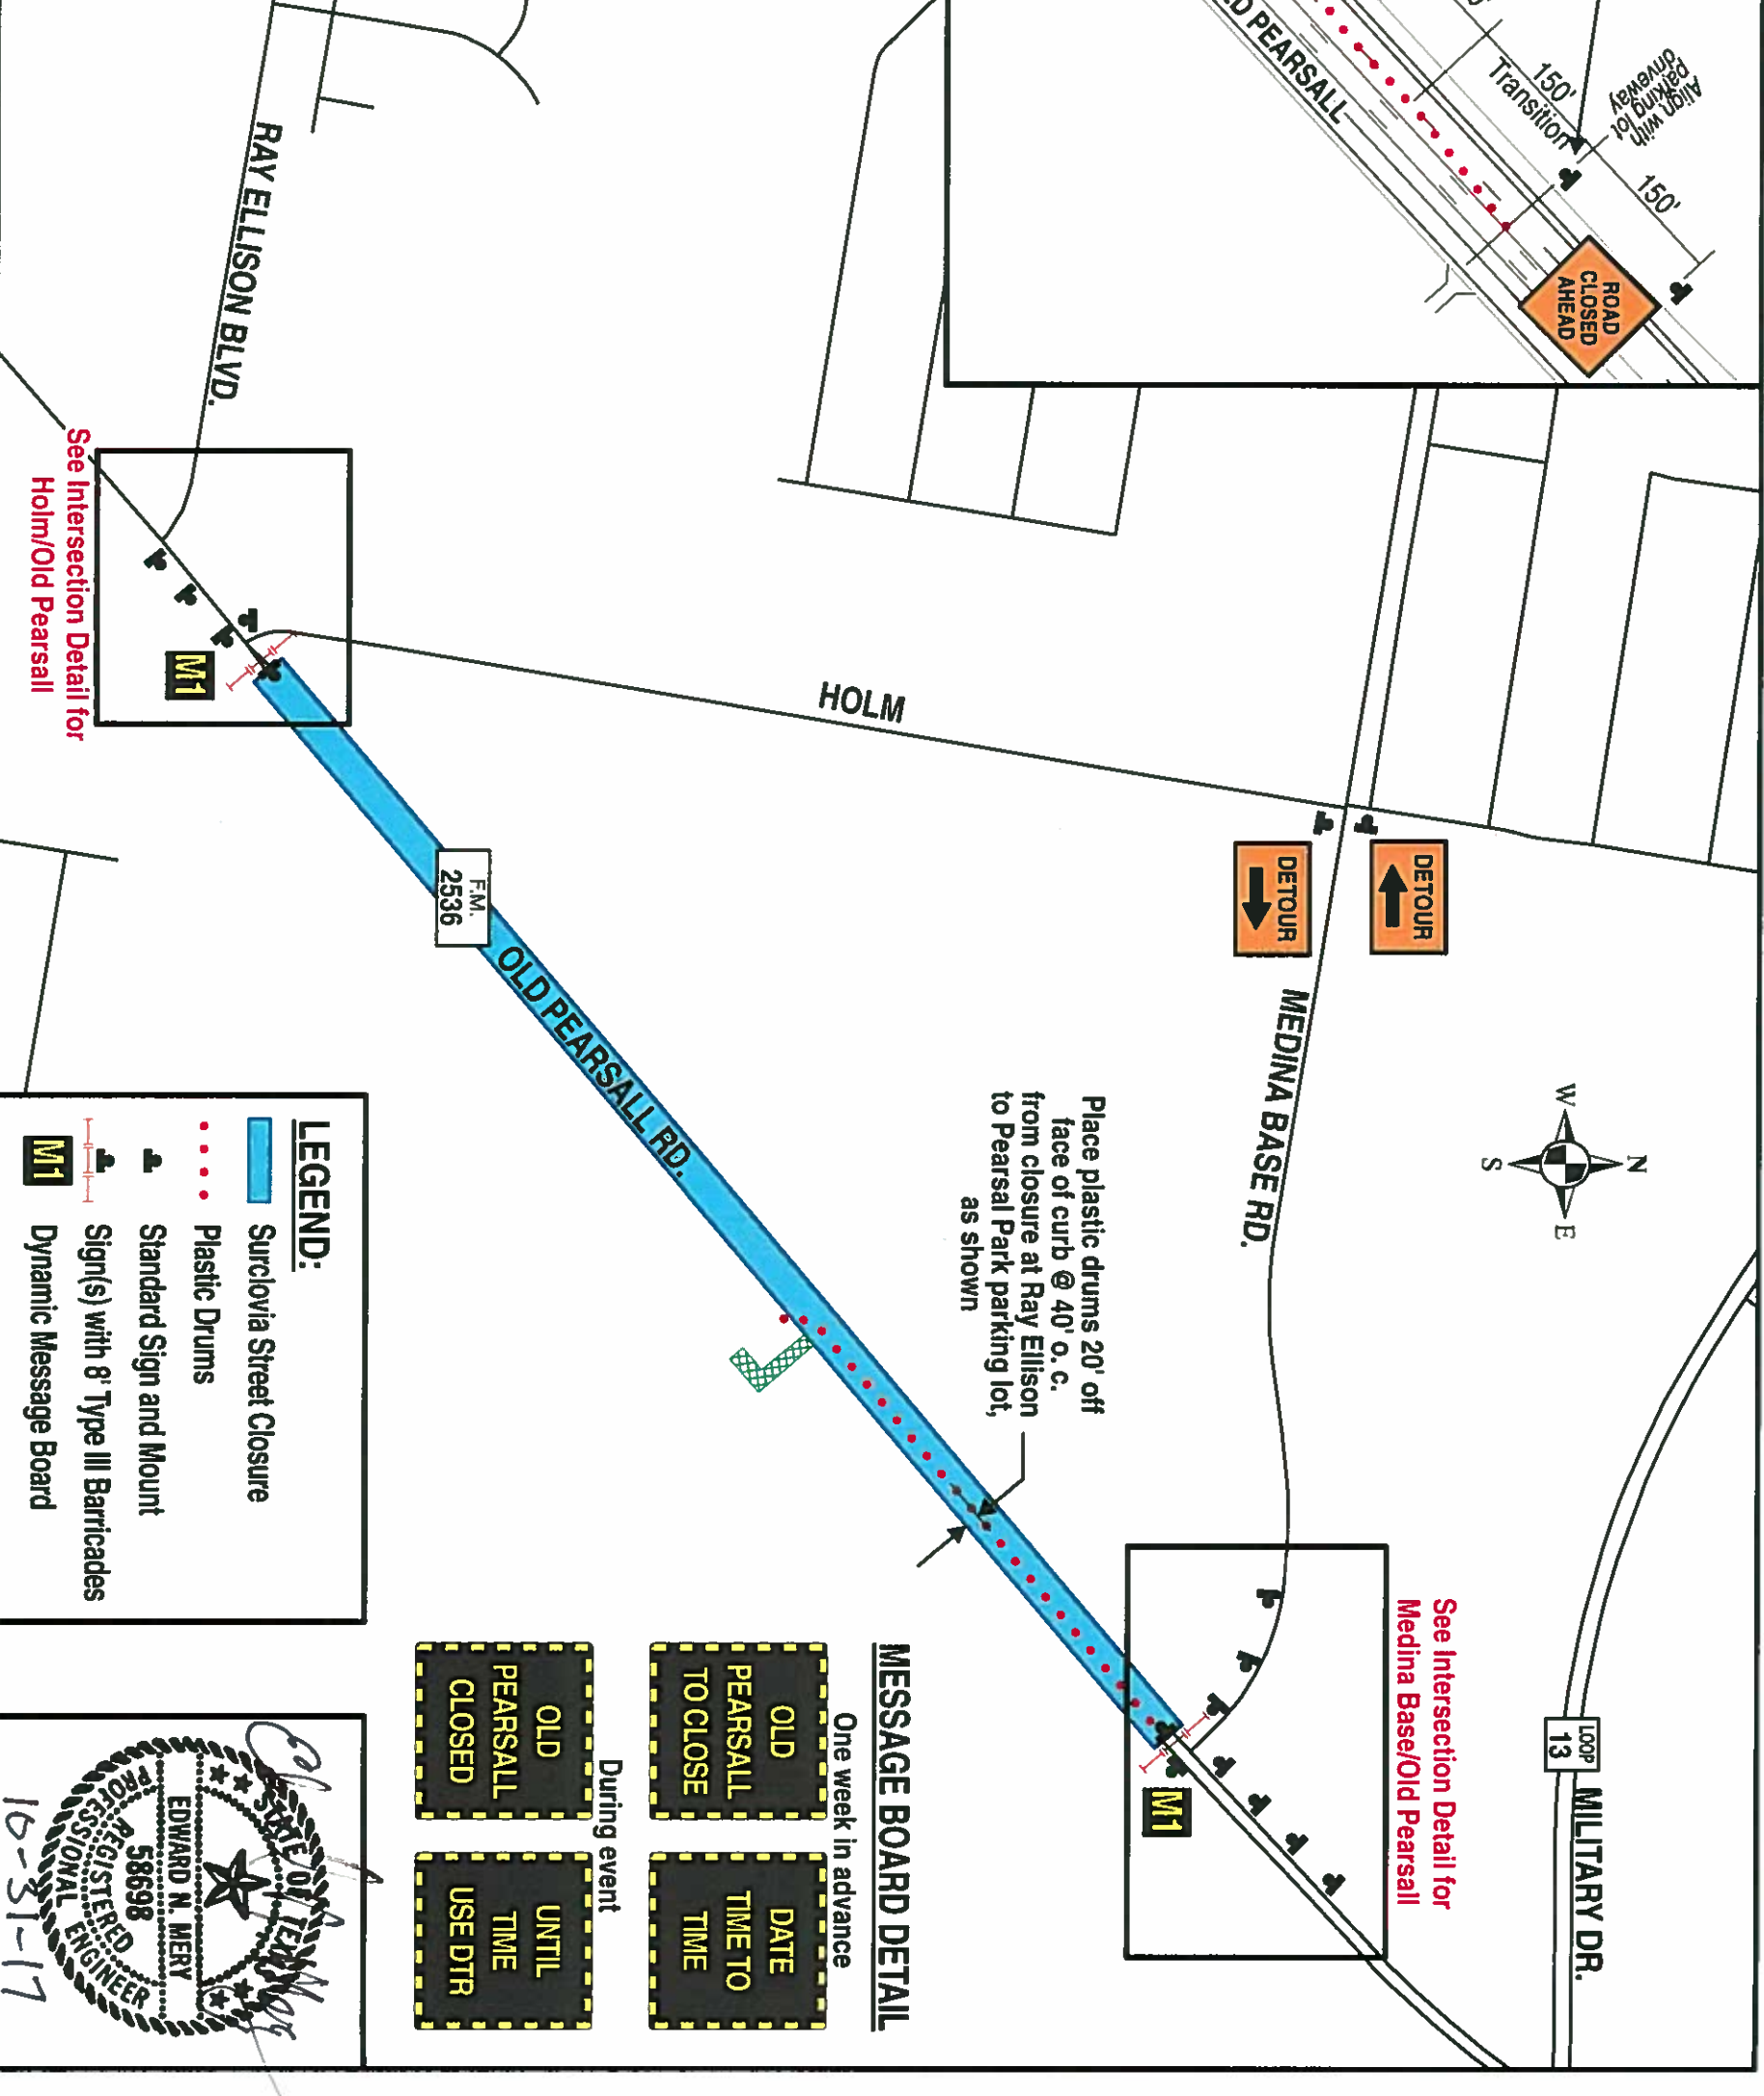 Align with
parking lot
driveway
150'
Transition
150'
D PEARSALL
ROAD
CLOSED
AHEAD
RAY ELLISON BLVD.
See Intersection Detail for
Holm/Old Pearsall
M1
HOLM
F.M.
2536
OLD PEARSALL RD.
DETOUR
DETOUR
MEDINA BASE RD.
N
W
E
S
Place plastic drums 20' off
face of curb @ 40' o. c.
from closure at Ray Ellison
to Pearsal Park parking lot,
as shown
See Intersection Detail for
Medina Base/Old Pearsall
M1
LOOP
13
MILITARY DR.
LEGEND:
Surclovia Street Closure
Plastic Drums
Standard Sign and Mount
Sign(s) with 8' Type III Barricades
M1
Dynamic Message Board
MESSAGE BOARD DETAIL
One week in advance
OLD
PEARSALL
TO CLOSE
DATE
TIME TO
TIME
During event
OLD
PEARSALL
CLOSED
UNTIL
TIME
USE DTR
STATE OF TEXAS
EDWARD N. MERY
58698
REGISTERED
PROFESSIONAL ENGINEER
10-31-17